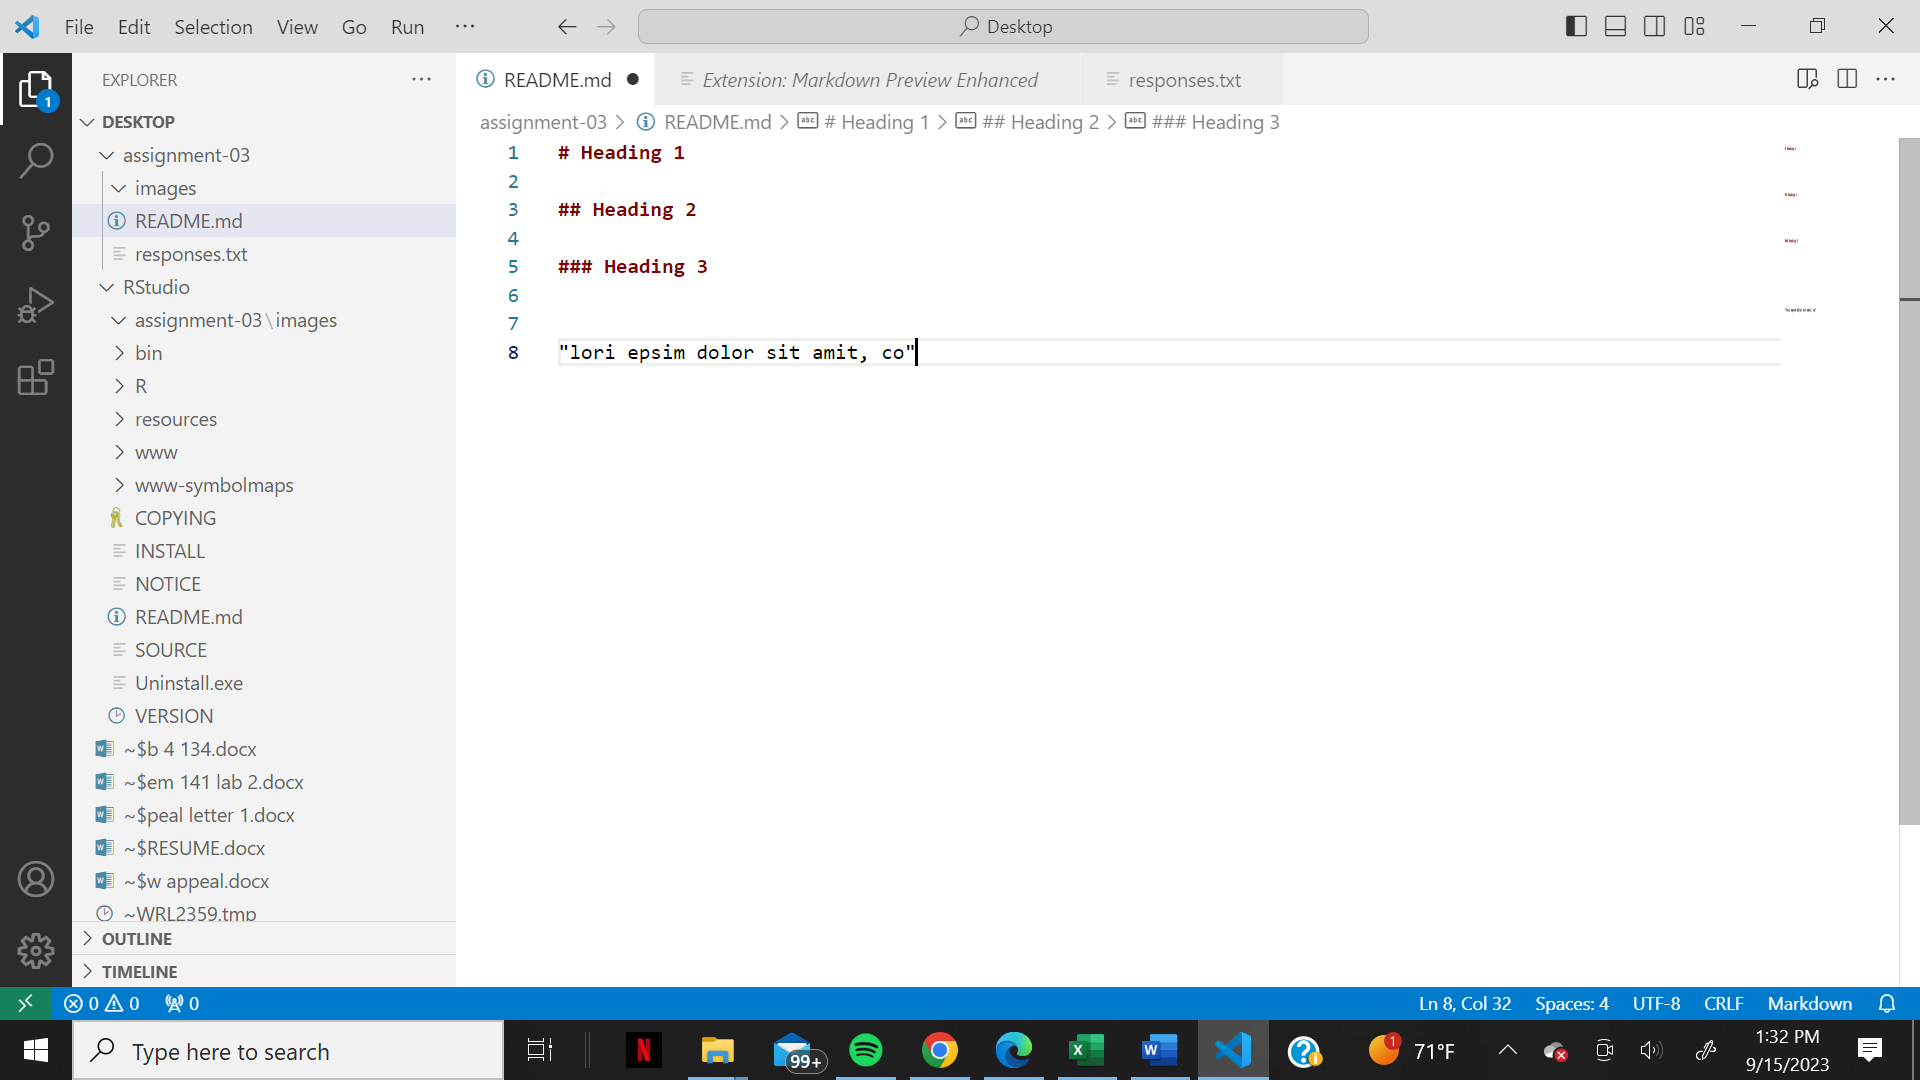 File Edit Selection View Go Run ···
Desktop
EXPLORER
README.md
Extension: Markdown Preview Enhanced
responses.txt
assignment-03 > README.md > # Heading 1 > ## Heading 2 > ### Heading 3
DESKTOP
assignment-03
images
README.md
responses.txt
RStudio
assignment-03\images
bin
R
resources
www
www-symbolmaps
COPYING
INSTALL
NOTICE
README.md
SOURCE
Uninstall.exe
VERSION
~$b 4 134.docx
~$em 141 lab 2.docx
~$peal letter 1.docx
~$RESUME.docx
~$w appeal.docx
~WRL2359.tmp
OUTLINE
TIMELINE
1 # Heading 1
2
3 ## Heading 2
4
5 ### Heading 3
6
7
8 "lori epsim dolor sit amit, co"
0 0 0
Ln 8, Col 32 Spaces: 4 UTF-8 CRLF Markdown
Type here to search
99+
71°F
1:32 PM
9/15/2023